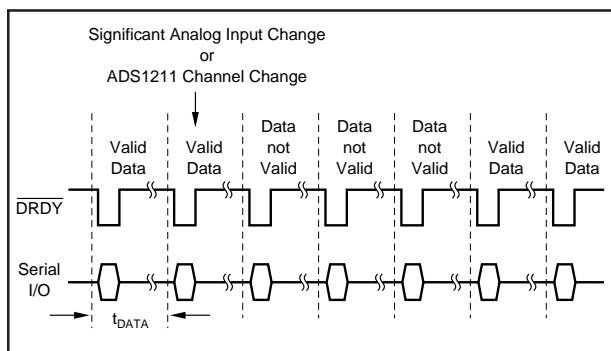 Significant Analog Input Change
or
ADS1211 Channel Change
Valid
Data
Valid
Data
Data
not
Valid
Data
not
Valid
Data
not
Valid
Valid
Data
Valid
Data
DRDY
Serial
I/O
tDATA